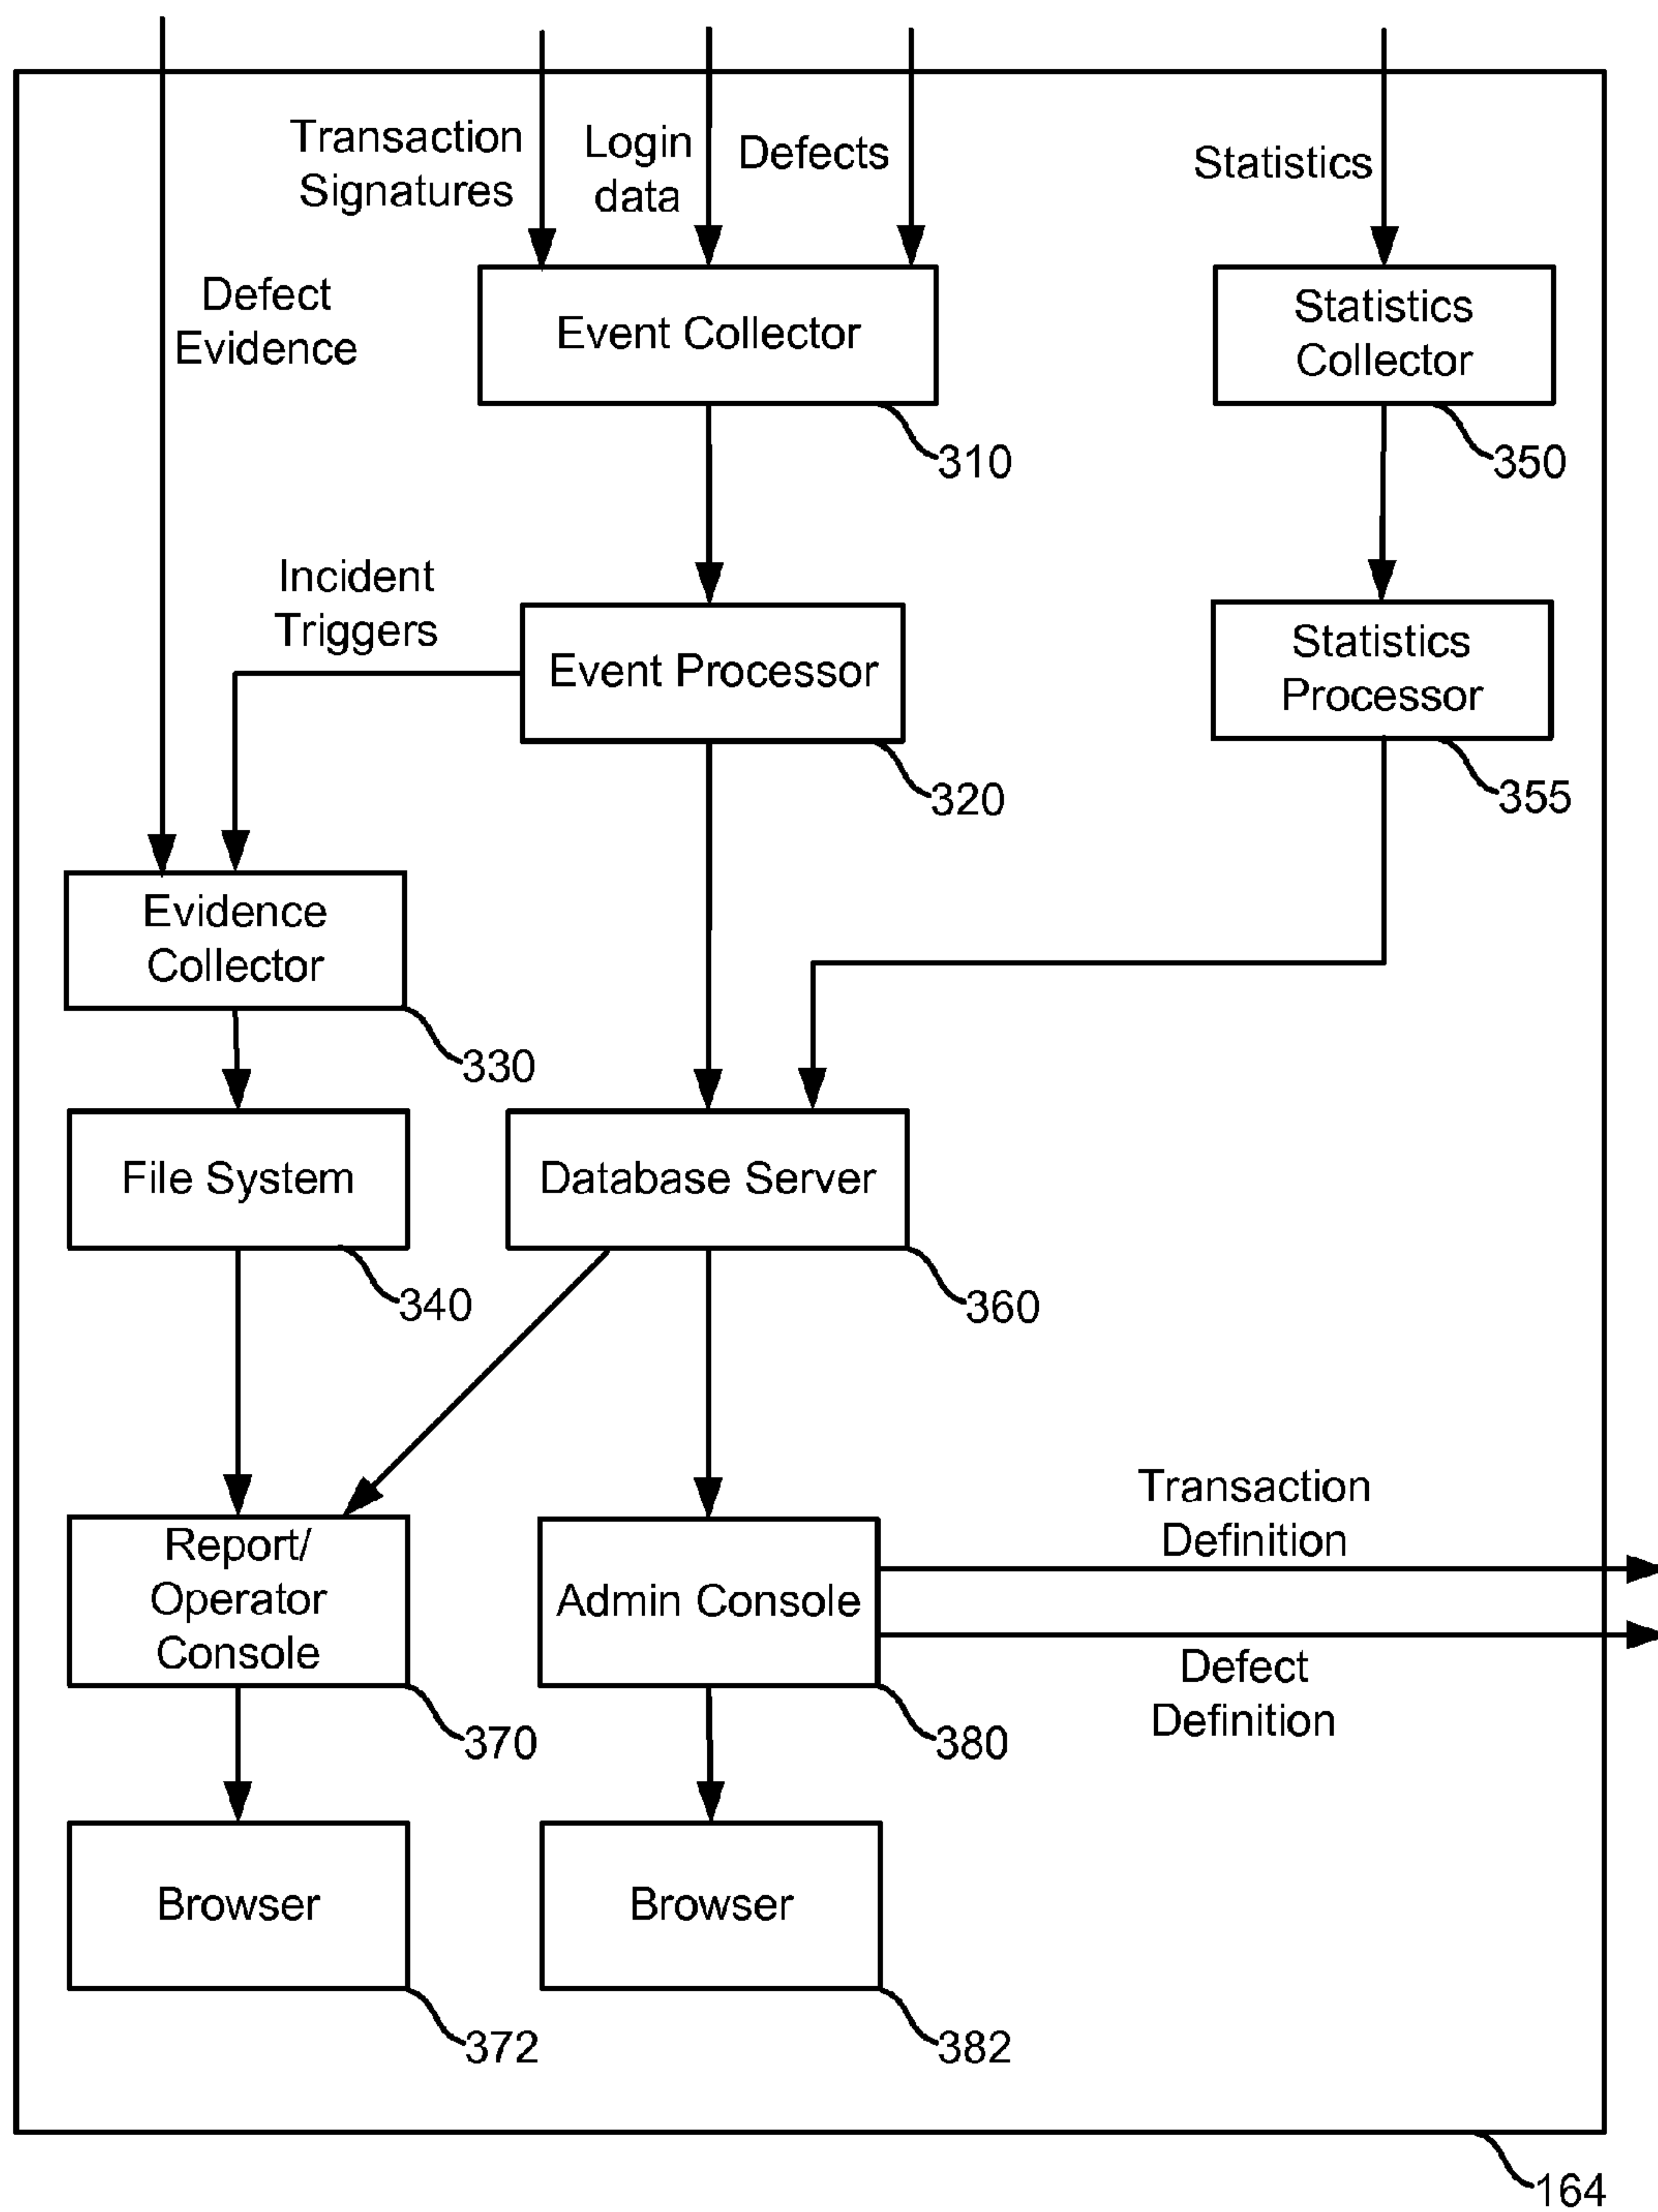 Transaction
Signatures
Login
data
Defects
Statistics
Defect
Evidence
Event Collector
310
Statistics
Collector
350
Incident
Triggers
Event Processor
320
Statistics
Processor
355
Evidence
Collector
330
File System
340
Database Server
360
Report/
Operator
Console
370
Admin Console
380
Transaction
Definition
Defect
Definition
Browser
372
Browser
382
164